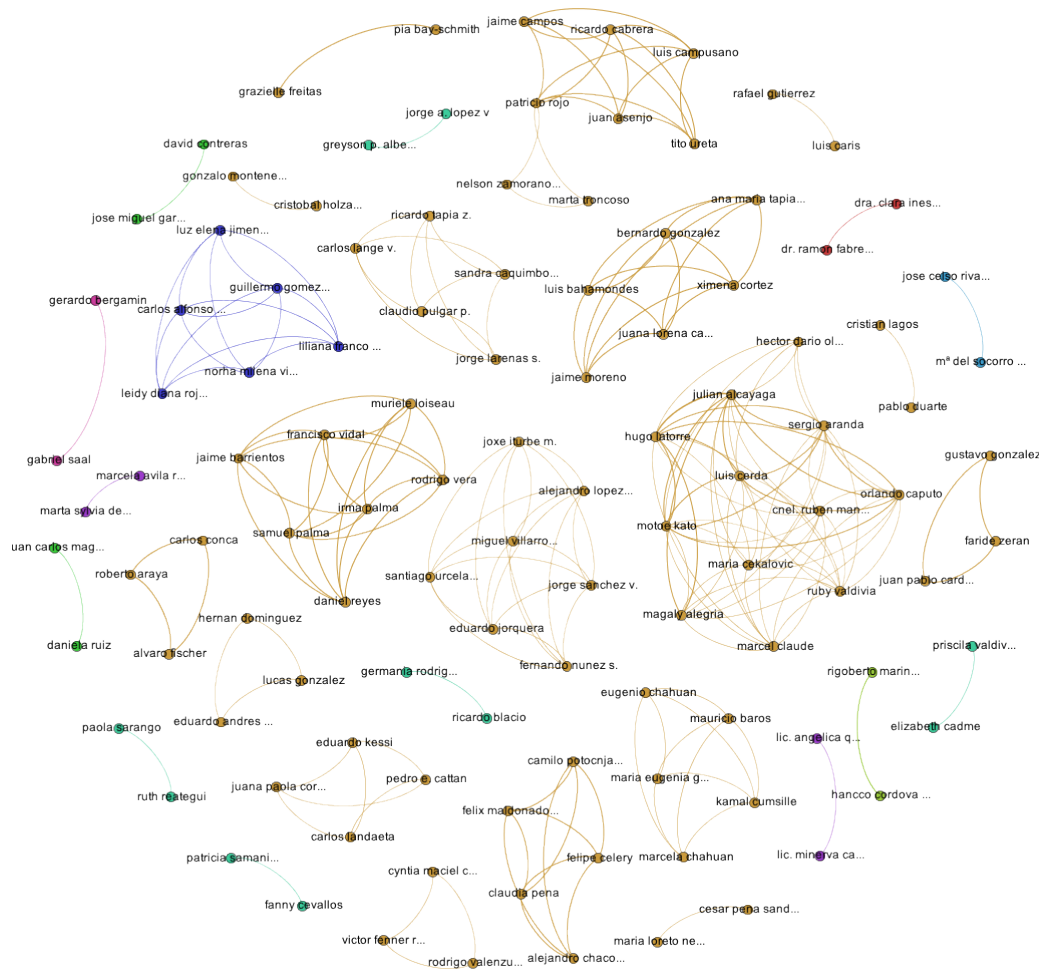 jaime campos
pia bay-schmith
ricardo cabrera
luis campusano
grazielle freitas
rafael gutierrez
patricio rojo
jorge a. lopez v
juan asenjo
david contreras
greyson p. albe...
tito ureta
luis caris
gonzalo montene...
nelson zamorano...
ana maria tapia...
marta troncoso
dra. clara ines...
cristobal holza...
jose miguel gar...
ricardo tapia z.
luz elena jimen...
bernardo gonzalez
carlos lange v.
dr. ramon fabre...
sandra caquimbo...
jose celso riva...
guillermo gomez...
ximena cortez
luis bahamondes
gerardo bergamin
carlos alfonso ...
claudio pulgar p.
cristian lagos
juana lorena ca...
hector dario ol...
liliana franco ...
jorge larenas s.
mª del socorro ...
norha milena vi...
jaime moreno
leidy diana roj...
julian alcayaga
muriele loiseau
pablo duarte
sergio aranda
francisco vidal
hugo latorre
joxe iturbe m.
gustavo gonzalez
jaime barrientos
gabriel saal
marcela avila r...
luis cerda
rodrigo vera
alejandro lopez...
orlando caputo
irma palma
marta sylvia de...
cnel. ruben man...
motoe kato
samuel palma
carlos conca
miguel villarro...
faride zeran
uan carlos mag...
maria cekalovic
roberto araya
santiago urcela...
jorge sanchez v.
juan pablo card...
ruby valdivia
daniel reyes
magaly alegria
hernan dominguez
eduardo jorquera
daniela ruiz
marcel claude
priscila valdiv...
alvaro fischer
fernando nunez s.
germania rodrig...
rigoberto marin...
lucas gonzalez
eugenio chahuan
ricardo blacio
mauricio baros
eduardo andres ...
paola sarango
elizabeth cadme
lic. angelica q...
eduardo kessi
camilo potocnja...
maria eugenia g...
pedro e. cattan
juana paola cor...
ruth reategui
hancco cordova ...
kamal cumsille
felix maldonado...
carlos landaeta
patricia samani...
felipe celery
marcela chahuan
lic. minerva ca...
cyntia maciel c...
claudia pena
fanny cevallos
cesar pena sand...
victor fenner r...
maria loreto ne...
alejandro chaco...
rodrigo valenzu...